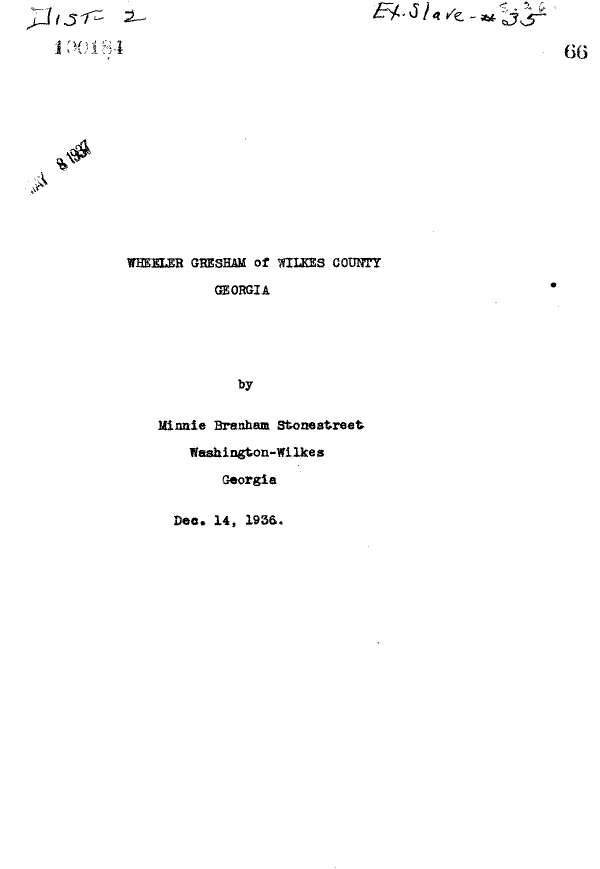 DIST- 2 Ex. Slave - # 35
100184
66
MAY 8 1937
WHEELER GRESHAM of WILKES COUNTY
GEORGIA
by
Minnie Branham Stonestreet
Washington-Wilkes
Georgia
Dec. 14, 1936.